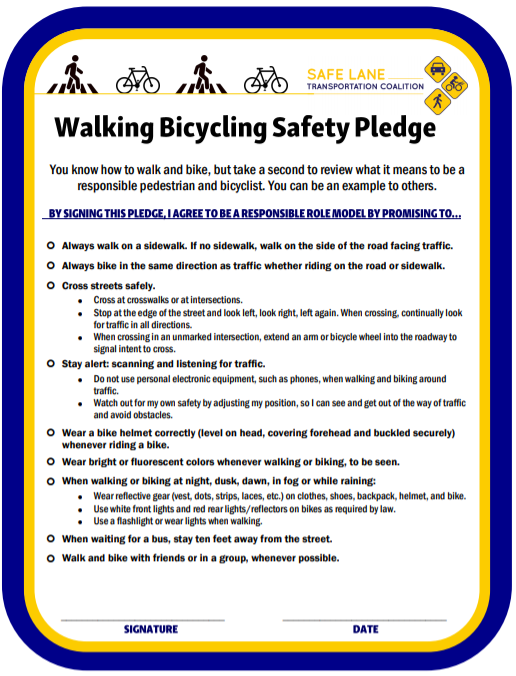 SAFE LANE
TRANSPORTATION COALITION
Walking Bicycling Safety Pledge
You know how to walk and bike, but take a second to review what it means to be a
responsible pedestrian and bicyclist. You can be an example to others.
BY SIGNING THIS PLEDGE, I AGREE TO BE A RESPONSIBLE ROLE MODEL BY PROMISING TO...
Always walk on a sidewalk. If no sidewalk, walk on the side of the road facing traffic.
Always bike in the same direction as traffic whether riding on the road or sidewalk.
Cross streets safely.
• Cross at crosswalks or at intersections.
• Stop at the edge of the street and look left, look right, left again. When crossing, continually look
for traffic in all directions.
• When crossing in an unmarked intersection, extend an arm or bicycle wheel into the roadway to
signal intent to cross.
Stay alert: scanning and listening for traffic.
• Do not use personal electronic equipment, such as phones, when walking and biking around
traffic.
• Watch out for my own safety by adjusting my position, so I can see and get out of the way of traffic
and avoid obstacles.
Wear a bike helmet correctly (level on head, covering forehead and buckled securely)
whenever riding a bike.
Wear bright or fluorescent colors whenever walking or biking, to be seen.
When walking or biking at night, dusk, dawn, in fog or while raining:
• Wear reflective gear (vest, dots, strips, laces, etc.) on clothes, shoes, backpack, helmet, and bike.
• Use white front lights and red rear lights/reflectors on bikes as required by law.
• Use a flashlight or wear lights when walking.
When waiting for a bus, stay ten feet away from the street.
Walk and bike with friends or in a group, whenever possible.
SIGNATURE DATE